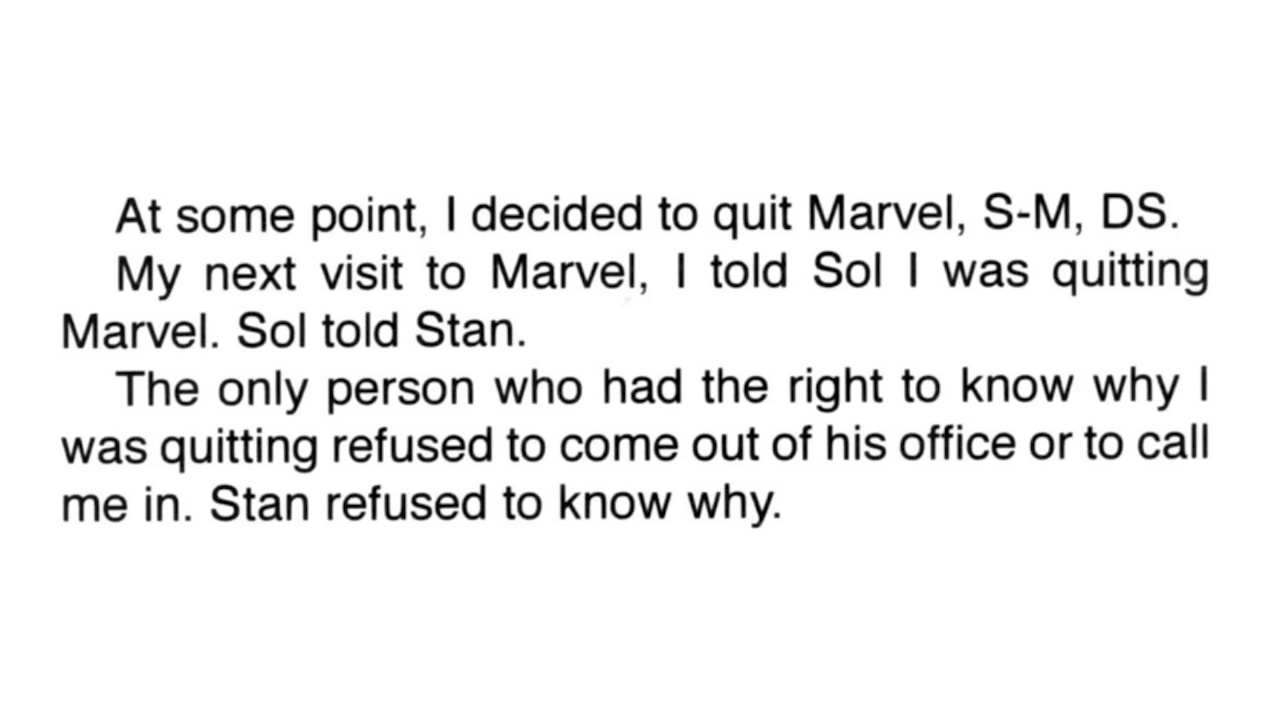 At some point, I decided to quit Marvel, S-M, DS.
My next visit to Marvel, I told Sol I was quitting
Marvel. Sol told Stan.
The only person who had the right to know why I
was quitting refused to come out of his office or to call
me in. Stan refused to know why.